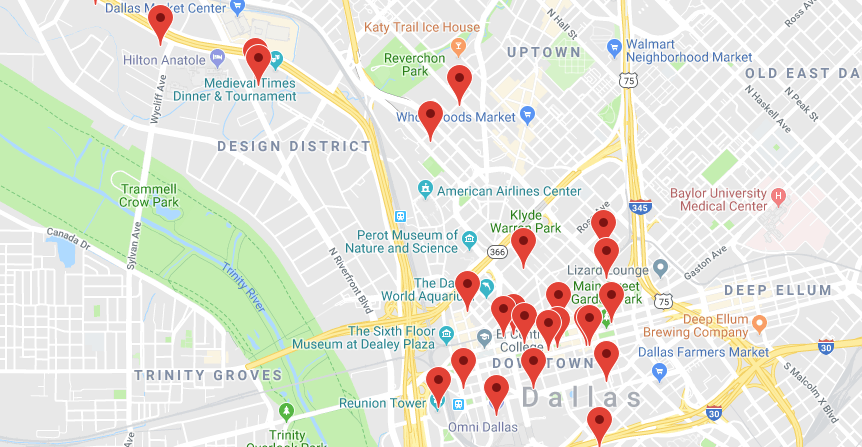 Dallas Market Center
Katy Trail Ice House
N Hall St
Ross Ave
UPTOWN
Walmart
Neighborhood Market
Hilton Anatole
Reverchon
Park
75
OLD EAST DA
Medieval Times
Dinner & Tournament
Wycliff Ave
N Haskell Ave
N Peak St
Market
DESIGN DISTRICT
Trammell
Crow Park
American Airlines Center
Baylor University
Medical Center
345
Klyde
Warren Park
Ross Ave
Canada Dr
Sylvan Ave
Perot Museum of
Nature and Science
366
Gaston Ave
Trinity River
N Riverfront Blvd
Lizard Lounge
The Da
World Aquarium
Main Street
Garden Park
75
DEEP ELLUM
Deep Ellum
Brewing Company
The Sixth Floor
Museum at Dealey Plaza
El Centro
College
30
TRINITY GROVES
DOWNTOWN
Dallas Farmers Market
S Malcolm X Blvd
Reunion Tower
Dallas
30
Omni Dallas
Trinity
Overlook Park